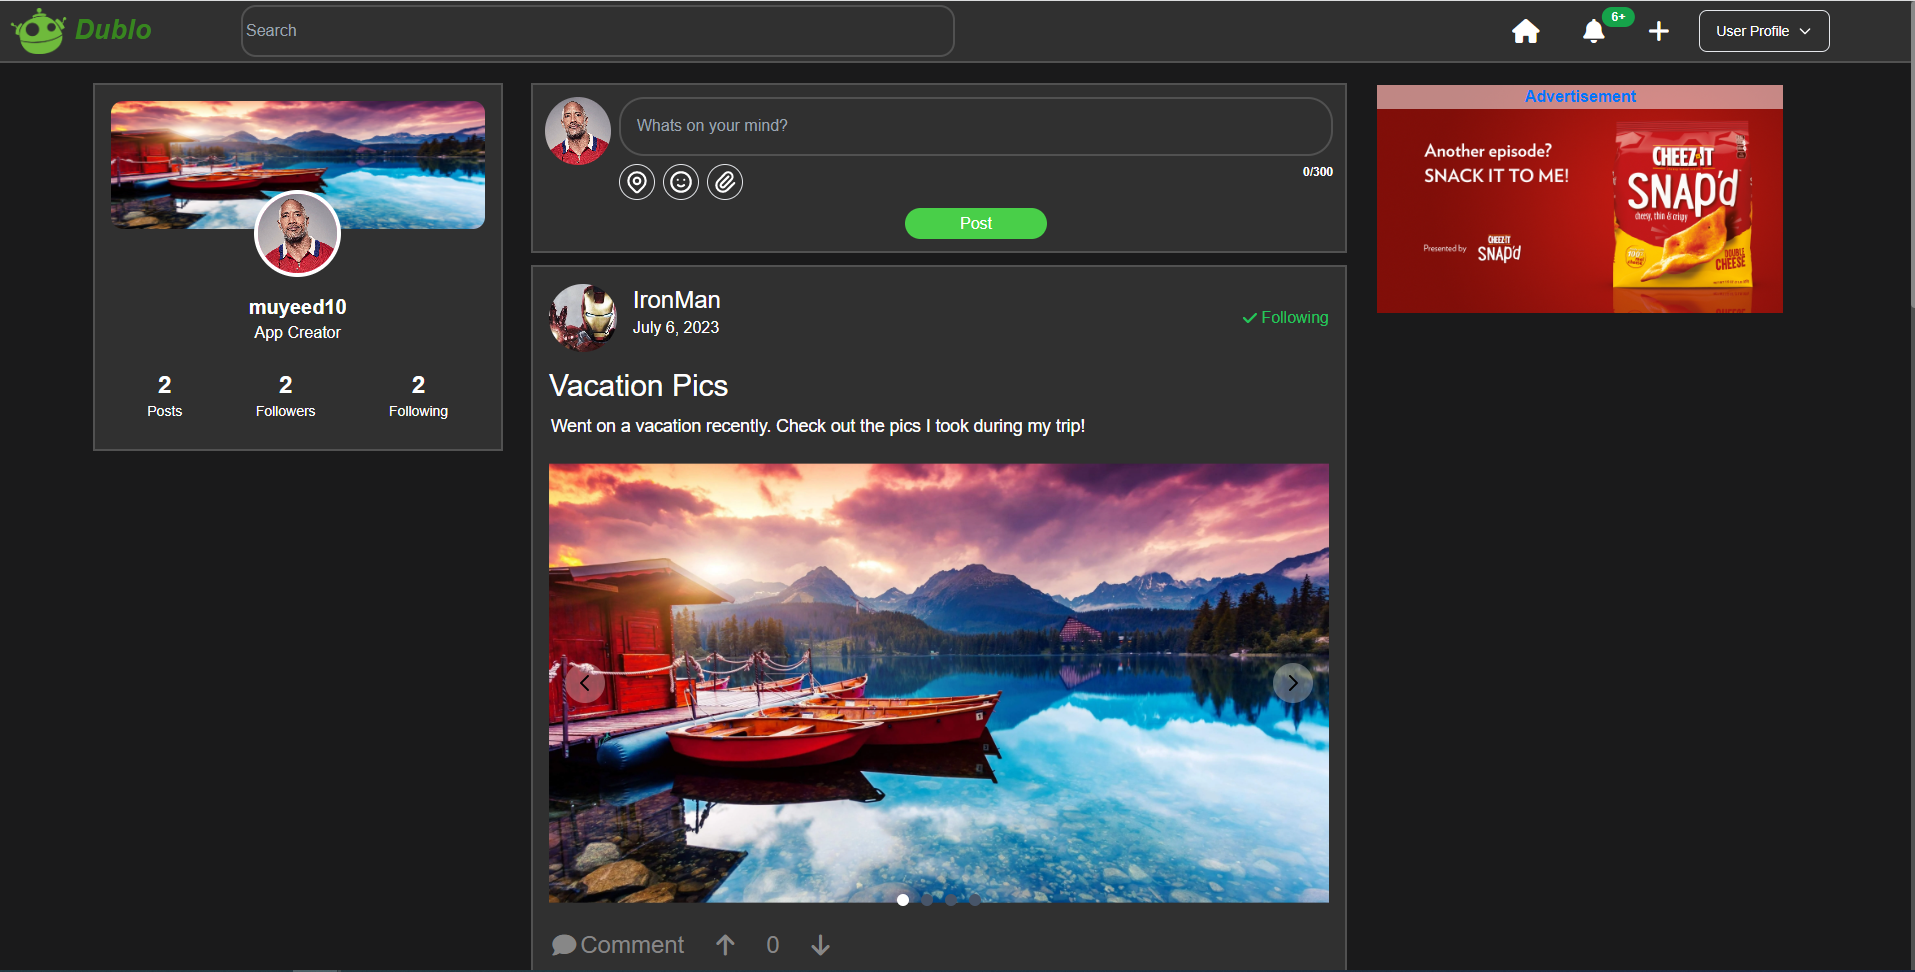 Dublo
Search
6+
User Profile
muyeed10
App Creator
2
Posts
2
Followers
2
Following
Whats on your mind?
0/300
Post
IronMan
July 6, 2023
Following
Vacation Pics
Went on a vacation recently. Check out the pics I took during my trip!
Comment
0
Advertisement
Another episode?
SNACK IT TO ME!
Presented by
CHEEZ-IT
SNAP'd
CHEEZ-IT
SNAP'd
cheesy, thin & crispy
DOUBLE
CHEESE